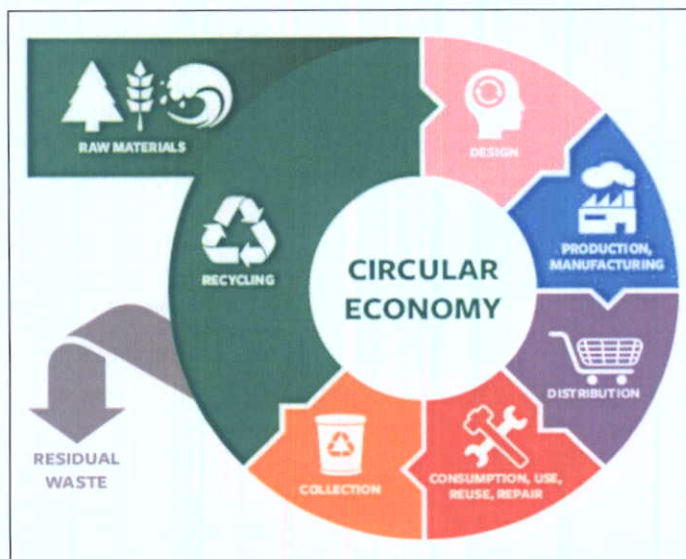 RAW MATERIALS
DESIGN
PRODUCTION,
MANUFACTURING
RECYCLING
CIRCULAR
ECONOMY
DISTRIBUTION
RESIDUAL
WASTE
COLLECTION
CONSUMPTION, USE,
REUSE, REPAIR